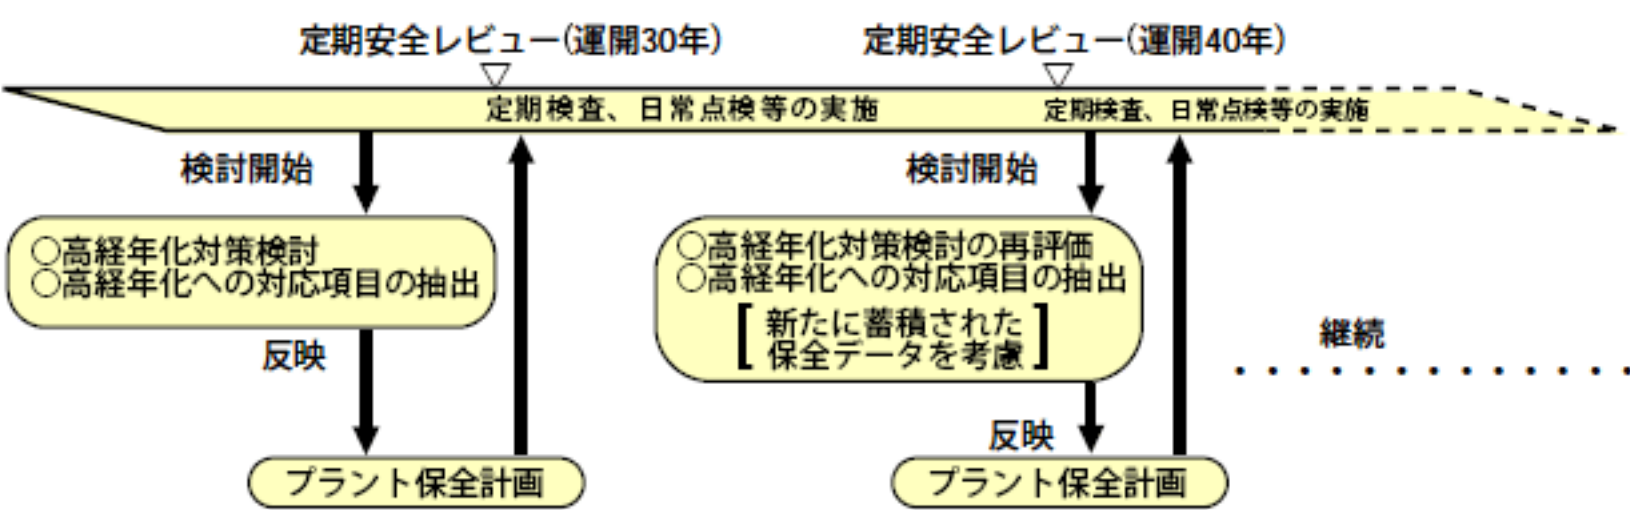 定期安全レビュー(運開30年)
定期安全レビュー(運開40年)
定期検査、日常点検等の実施
定期検査、日常点検等の実施
検討開始
検討開始
○高経年化対策検討
○高経年化への対応項目の抽出
○高経年化対策検討の再評価
○高経年化への対応項目の抽出
[新たに蓄積された
保全データを考慮]
反映
継続
反映
プラント保全計画
プラント保全計画